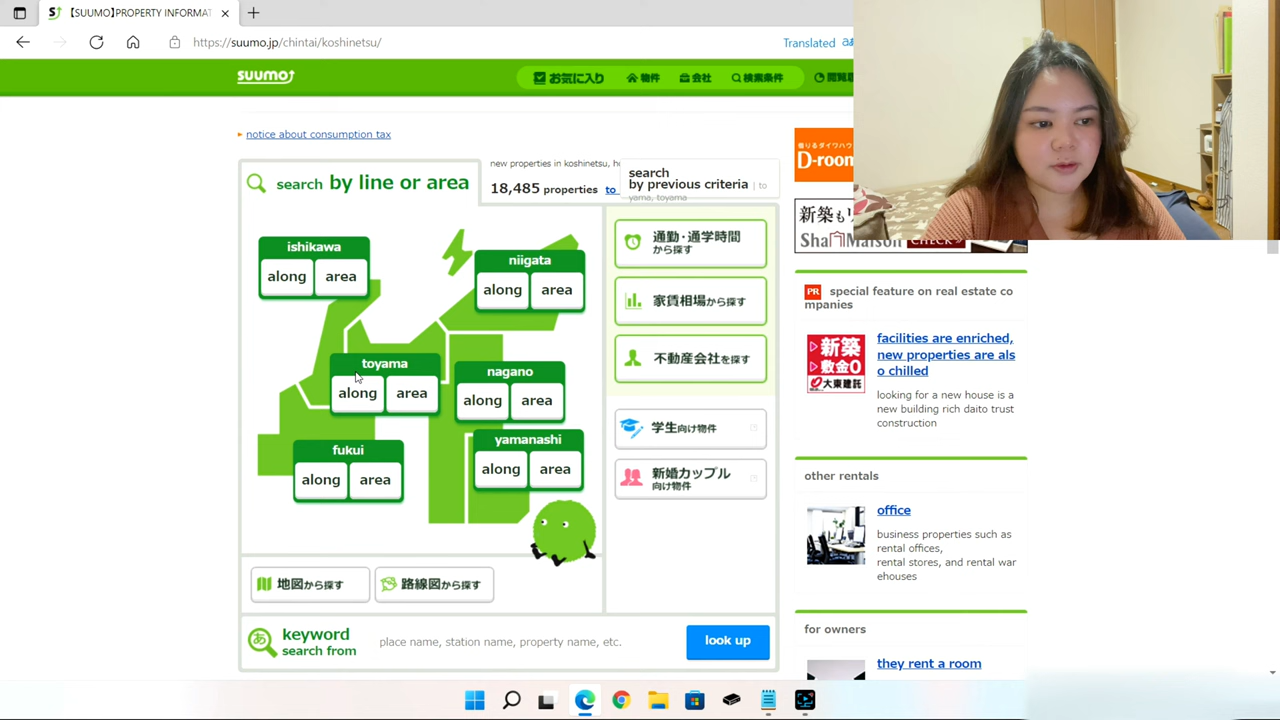 【SUUMO】PROPERTY INFORMAT
https://suumo.jp/chintai/koshinetsu/
Translated
suumo
お気に入り
物件
会社
検索条件
notice about consumption tax
search by line or area
new properties in koshinetsu, h
18,485 properties to
search
by previous criteria | to
yama, toyama
ishikawa
along area
niigata
along area
toyama
along area
nagano
along area
fukui
along area
yamanashi
along area
通勤・通学時間
から探す
家賃相場から探す
不動産会社を探す
学生向け物件
新婚カップル
向け物件
地図から探す
路線図から探す
あ
keyword
search from
place name, station name, property name, etc.
look up
D-room
新築も
Sha Maison CHECK
PR special feature on real estate co
mpanies
新築
敷金0
大東建託
facilities are enriched,
new properties are als
o chilled
looking for a new house is a
new building rich daito trust
construction
other rentals
office
business properties such as
rental offices,
rental stores, and rental war
ehouses
for owners
they rent a room